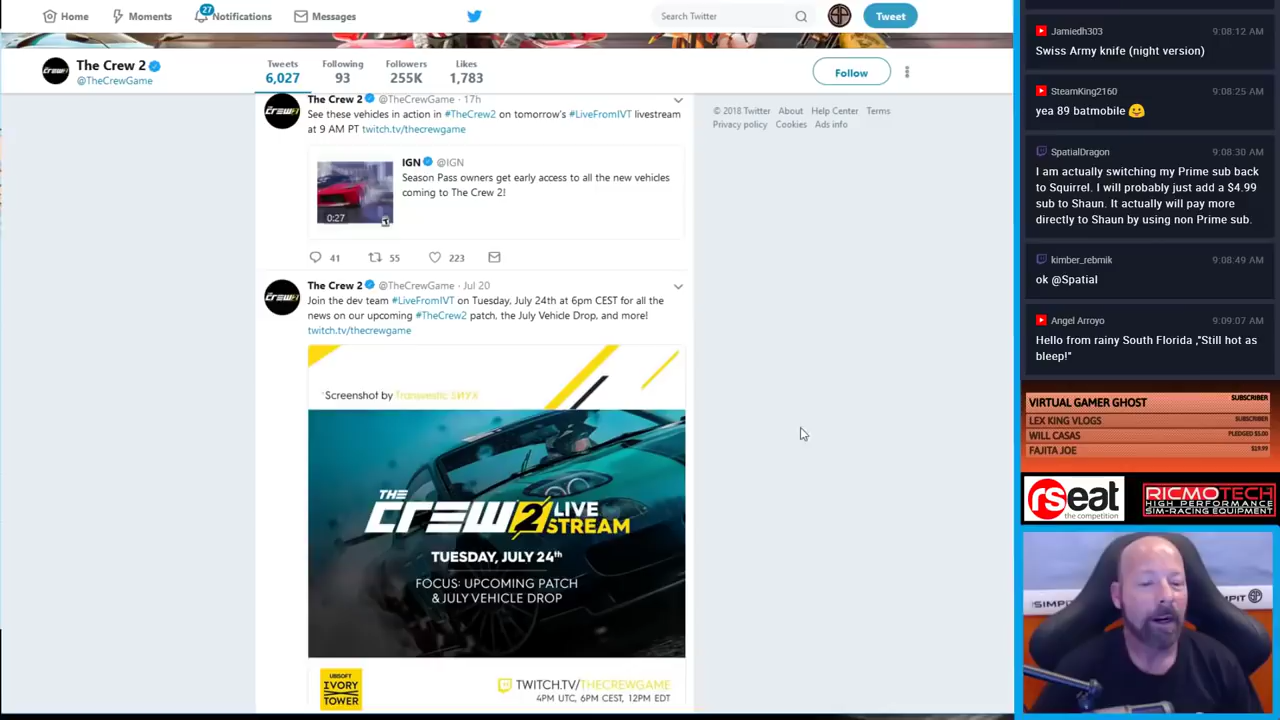 Home
Moments
27
Notifications
Messages
Search Twitter
Tweet
The Crew 2
@TheCrewGame
Tweets
6,027
Following
93
Followers
255K
Likes
1,783
Follow
The Crew 2 @TheCrewGame · 17h
See these vehicles in action in #TheCrew2 on tomorrow's #LiveFromIVT livestream
at 9 AM PT twitch.tv/thecrewgame
IGN @IGN
Season Pass owners get early access to all the new vehicles
coming to The Crew 2!
0:27
41
55
223
The Crew 2 @TheCrewGame · Jul 20
Join the dev team #LiveFromIVT on Tuesday, July 24th at 6pm CEST for all the
news on our upcoming #TheCrew2 patch, the July Vehicle Drop, and more!
twitch.tv/thecrewgame
*Screenshot by Transvestic
THE
CREW 2 LIVE
STREAM
TUESDAY, JULY 24th
FOCUS: UPCOMING PATCH
& JULY VEHICLE DROP
UBISOFT
IVORY
TOWER
TWITCH.TV/THECREWGAME
4PM UTC, 6PM CEST, 12PM EDT
© 2018 Twitter About Help Center Terms
Privacy policy Cookies Ads info
Jamiedh303 9:08:12 AM
Swiss Army knife (night version)
SteamKing2160 9:08:25 AM
yea 89 batmobile
SpatialDragon 9:08:30 AM
I am actually switching my Prime sub back
to Squirrel. I will probably just add a $4.99
sub to Shaun. It actually will pay more
directly to Shaun by using non Prime sub.
kimber_rebmik 9:08:49 AM
ok @Spatial
Angel Arroyo 9:09:07 AM
Hello from rainy South Florida ,"Still hot as
bleep!"
VIRTUAL GAMER GHOST SUBSCRIBER
LEX KING VLOGS SUBSCRIBER
WILL CASAS PLEDGED $5.00
FAJITA JOE $19.99
rseat
the competition
RICMOTECH
HIGH PERFORMANCE
SIM-RACING EQUIPMENT
SIMPIT
MPIT